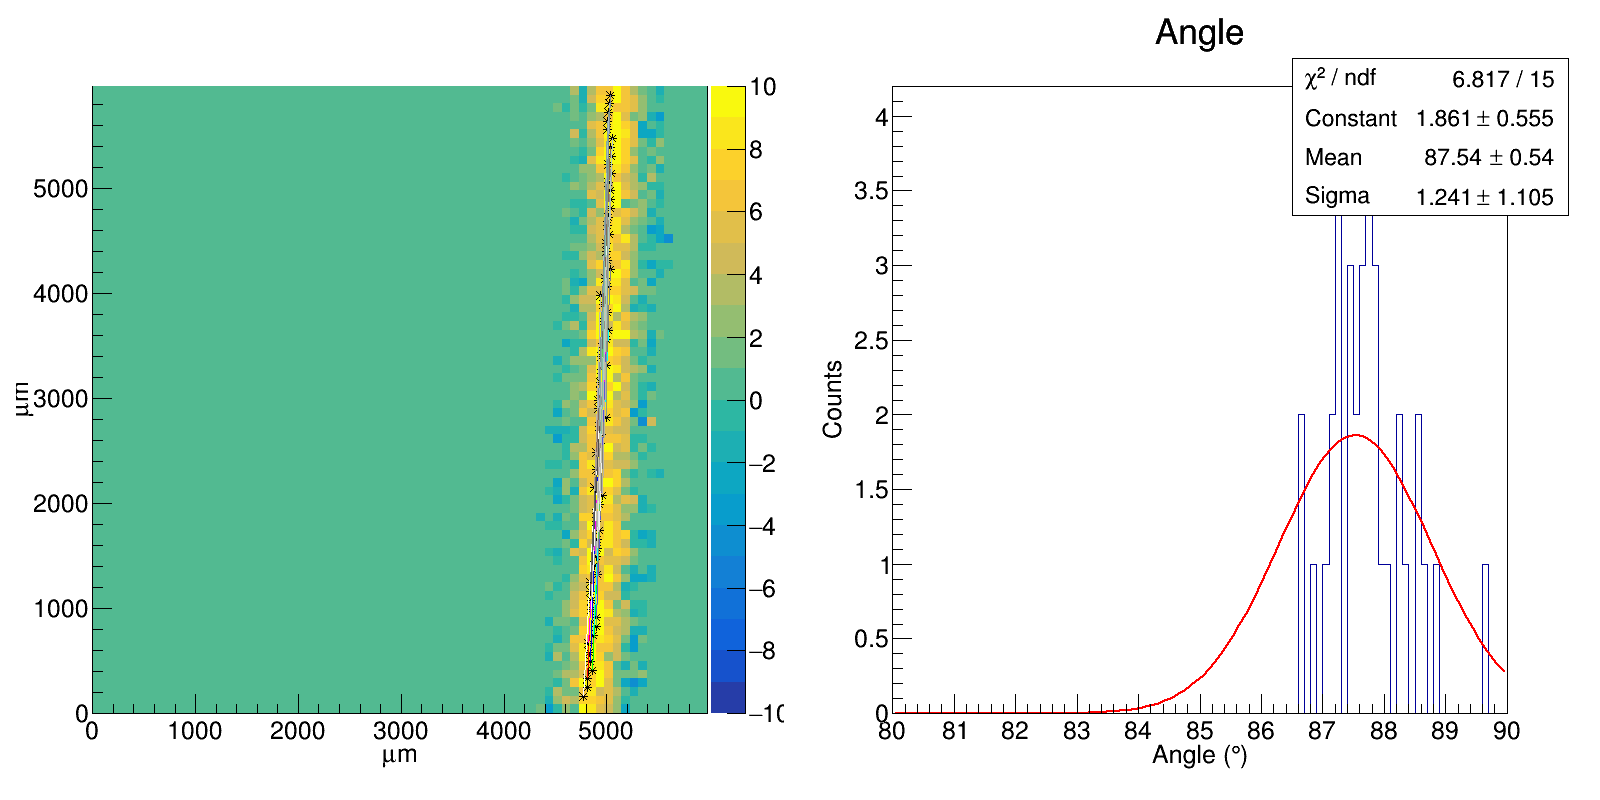 Angle
χ² / ndf 6.817 / 15
Constant 1.861 ± 0.555
Mean 87.54 ± 0.54
Sigma 1.241 ± 1.105
10
8
6
4
2
0
−2
−4
−6
−8
−10
5000
4000
3000
2000
1000
0
μm
0 1000 2000 3000 4000 5000
μm
4
3.5
3
2.5
2
1.5
1
0.5
0
Counts
80 81 82 83 84 85 86 87 88 89 90
Angle (°)